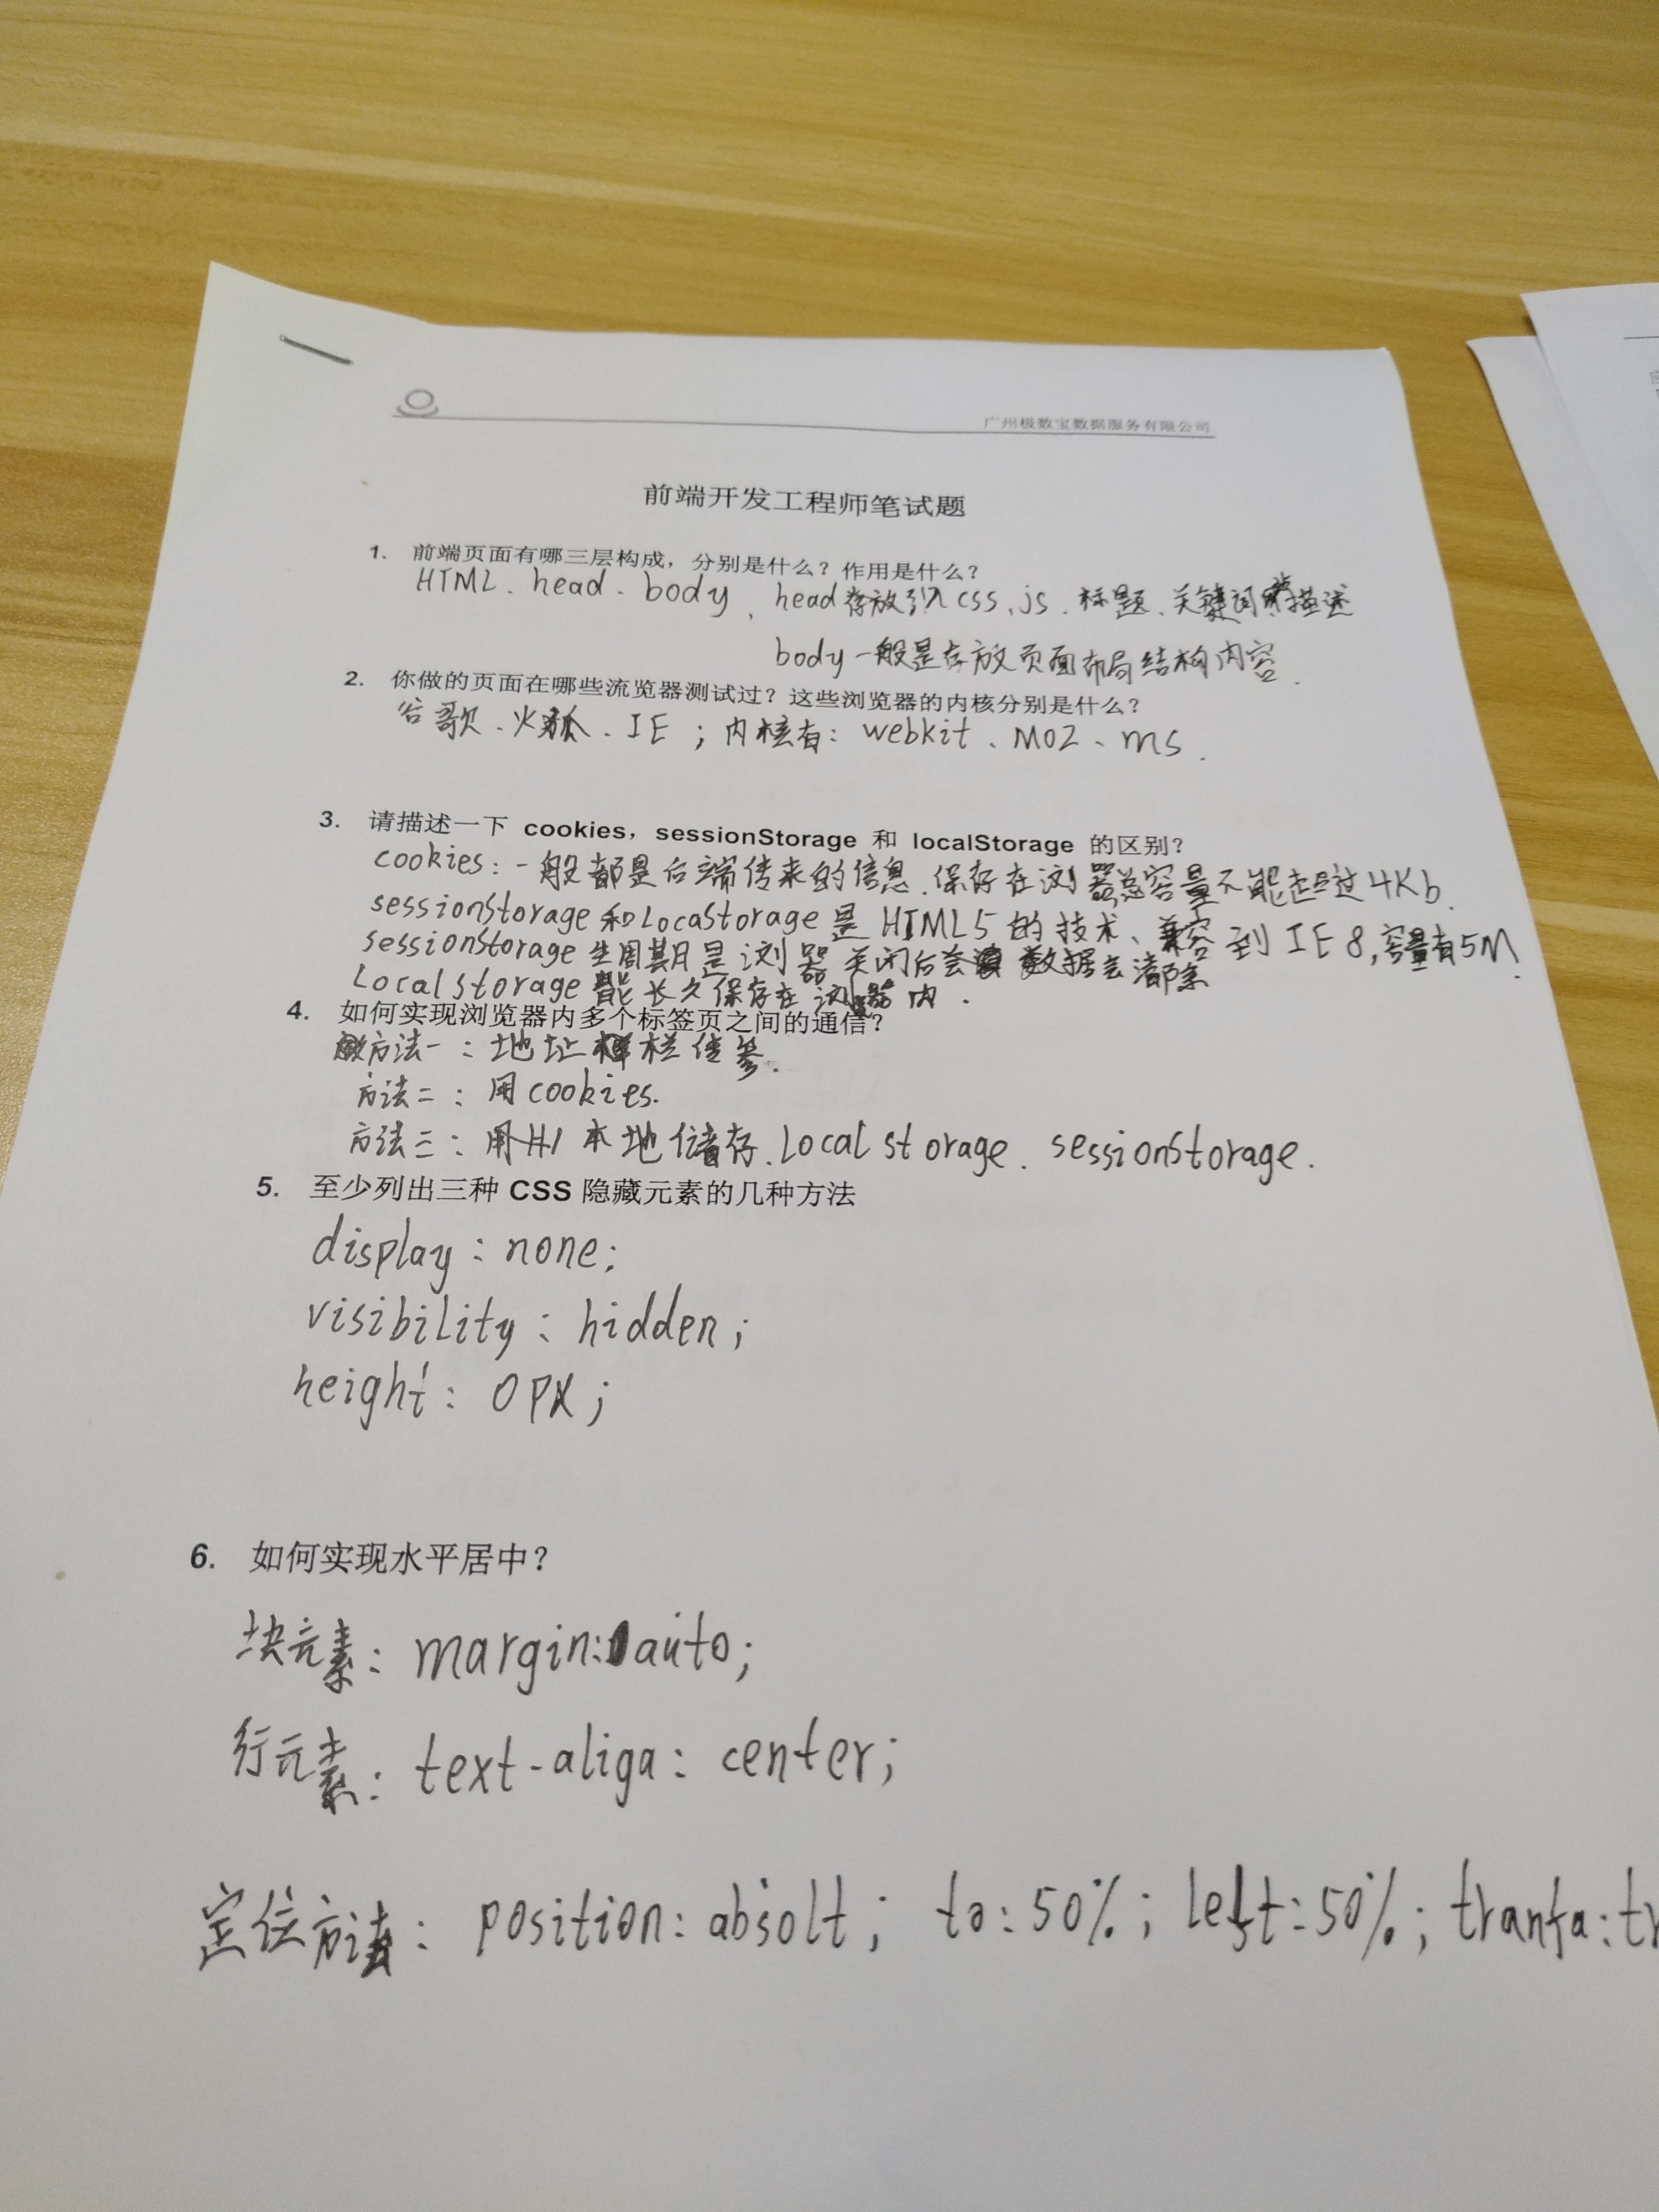 广州极数宝数据服务有限公司
前端开发工程师笔试题
1. 前端页面有哪三层构成，分别是什么？作用是什么？
HTML、head、body、head存放引入css、js、标题、关键词 描述
body一般是存放页面布局结构内容.
2. 你做的页面在哪些流览器测试过？这些浏览器的内核分别是什么？
谷歌、火狐、IE；内核有：webkit、MOZ、ms.
3. 请描述一下 cookies，sessionStorage 和 localStorage 的区别？
cookies：一般都是后端传来的信息、保存在浏 器总容量不能超过4Kb.
sessionStorage和LocaStorage是HTML5的技术、兼容到IE8,容量有5M.
sessionStorage生周期是浏 器关闭后会 数据会清除
Localstorage能长久保存在浏览器内.
4. 如何实现浏览器内多个标签页之间的通信？
方法一：地址 栏传参.
方法二：用cookies.
方法三：用H 本地储存.Localstorage、sessionStorage.
5. 至少列出三种 CSS 隐藏元素的几种方法
display：none；
visibility：hidden；
height：0px；
6. 如何实现水平居中？
块元素：margin:auto;
行元素：text-aliga：center;
定位方法：position：absolt；to：50%；left：50%；tranfa：tr